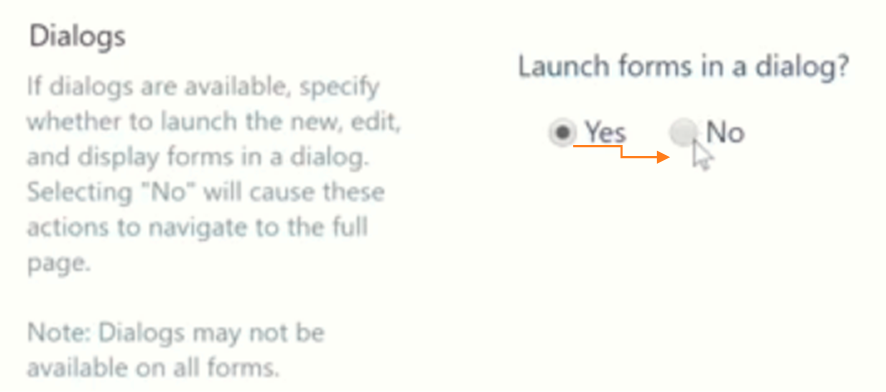 Dialogs
If dialogs are available, specify
whether to launch the new, edit,
and display forms in a dialog.
Selecting "No" will cause these
actions to navigate to the full
page.
Note: Dialogs may not be
available on all forms.
Launch forms in a dialog?
Yes No